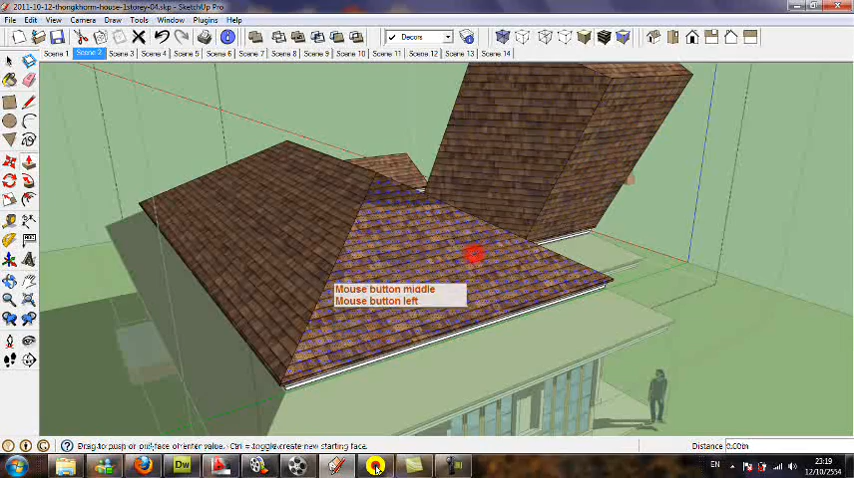 2011-10-12-thongkhorm-house-1storey-04.skp - SketchUp Pro
File Edit View Camera Draw Tools Window Plugins Help
Decors
Scene 1 Scene 2 Scene 3 Scene 4 Scene 5 Scene 6 Scene 7 Scene 8 Scene 9 Scene 10 Scene 11 Scene 12 Scene 13 Scene 14
Mouse button middle
Mouse button left
Drag to push or pull face or enter value. Ctrl = toggle create new starting face.
Distance 0.00m
Dw
EN
23:19
12/10/2554